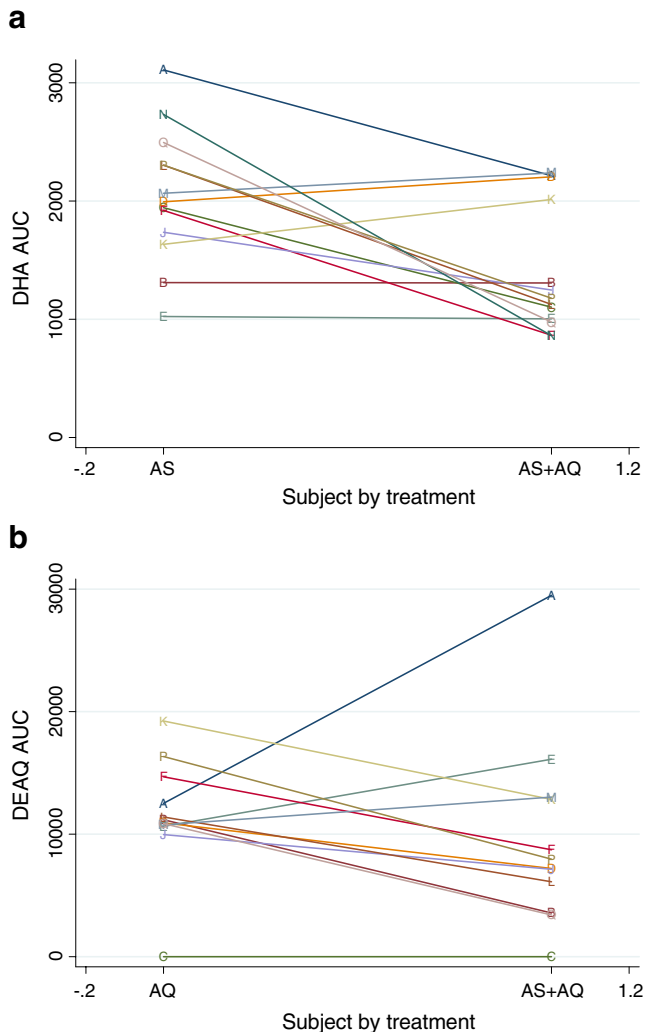 a
3000
A
N
O
2000
M
D
K
J
B
1000
E
0
DHA AUC
M
D
K
J
P
B
C
E
O
N
-.2
AS
AS+AQ
1.2
Subject by treatment
b
30000
A
20000
K
P
F
A
10000
J
0
DEAQ AUC
E
M
K
F
P
D
L
C
-.2
AQ
AS+AQ
1.2
Subject by treatment